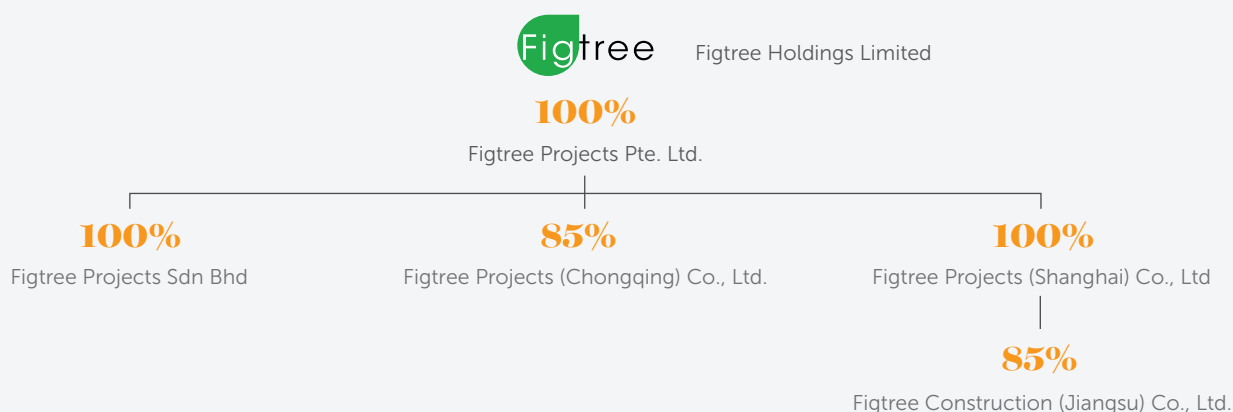 Figtree
Figtree Holdings Limited
100%
Figtree Projects Pte. Ltd.
100%
Figtree Projects Sdn Bhd
85%
Figtree Projects (Chongqing) Co., Ltd.
100%
Figtree Projects (Shanghai) Co., Ltd
85%
Figtree Construction (Jiangsu) Co., Ltd.